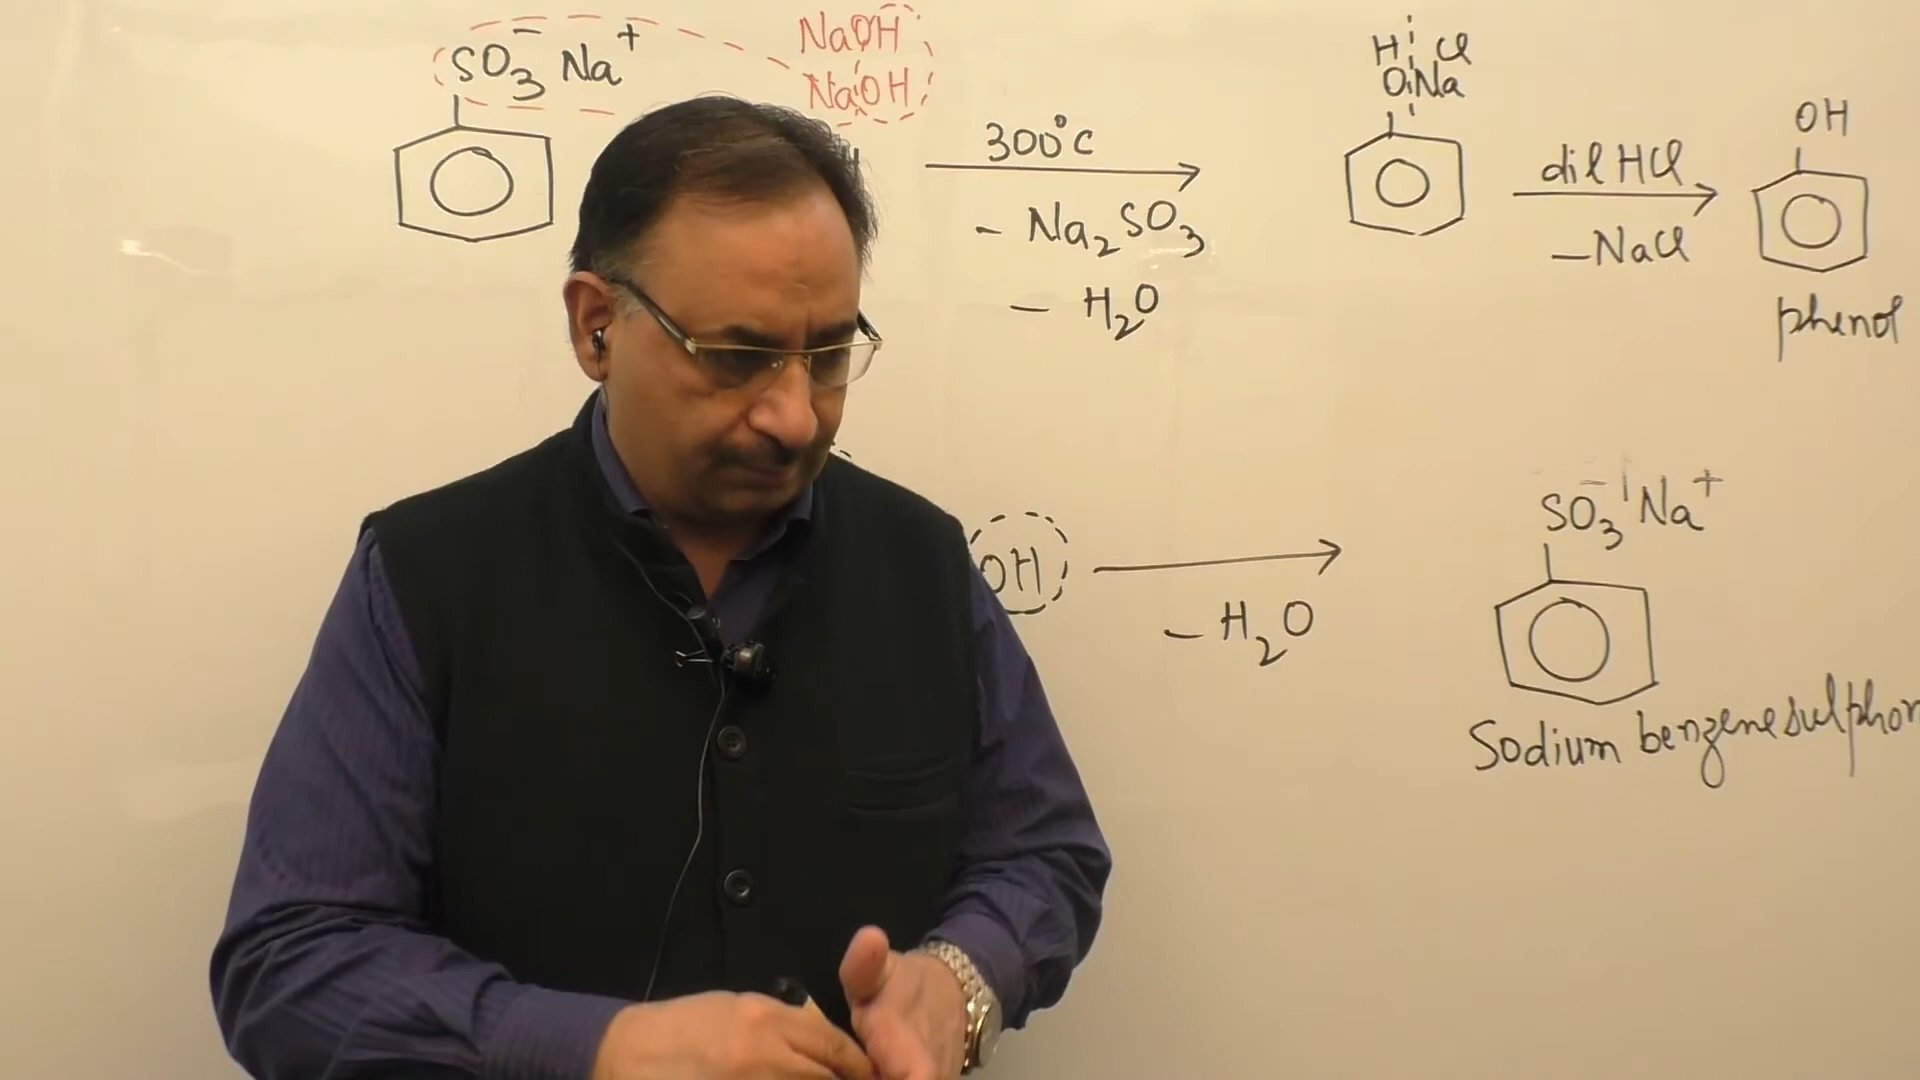 SO3⁻ Na⁺
NaOH
NaOH
300°C
- Na2SO3
- H2O
H Cl
ONa
dil HCl
- NaCl
OH
phenol
OH
- H2O
SO3⁻ Na⁺
Sodium benzenesulphon